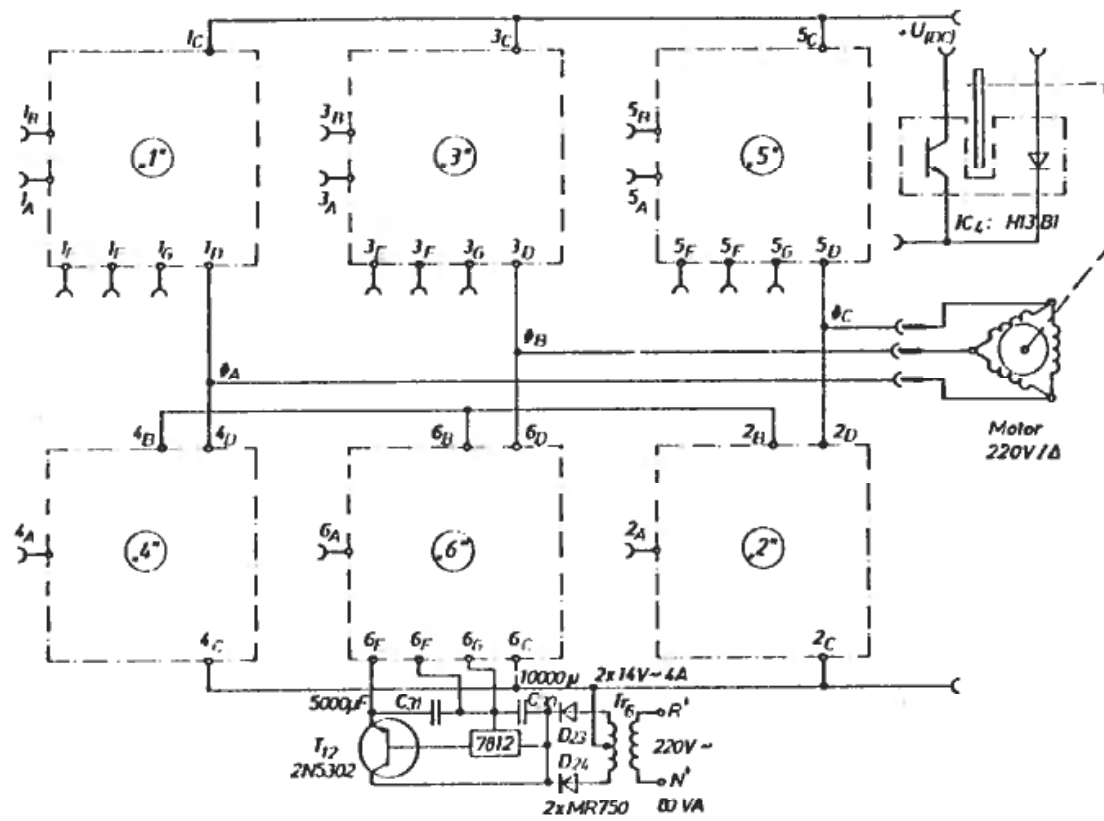 1C
3C
5C
+U(DC)
1B
3B
5B
„1"
„3"
„5"
1A
3A
5A
IC4: H13B1
1E 1F 1G 1D
3E 3F 3G 3D
5F 5F 5G 5D
ΦC
ΦB
ΦA
4B 4D
6B 6D
2B 2D
Motor
220V/Δ
4A
6A
2A
„4"
„6"
„2"
4C
6E 6F 6G 6C
2C
10000µ
2x14V~4A
5000µF
C31
Tr6
R'
7812
D23
220V~
T12
2N5302
D24
N'
2xMR750
80 VA